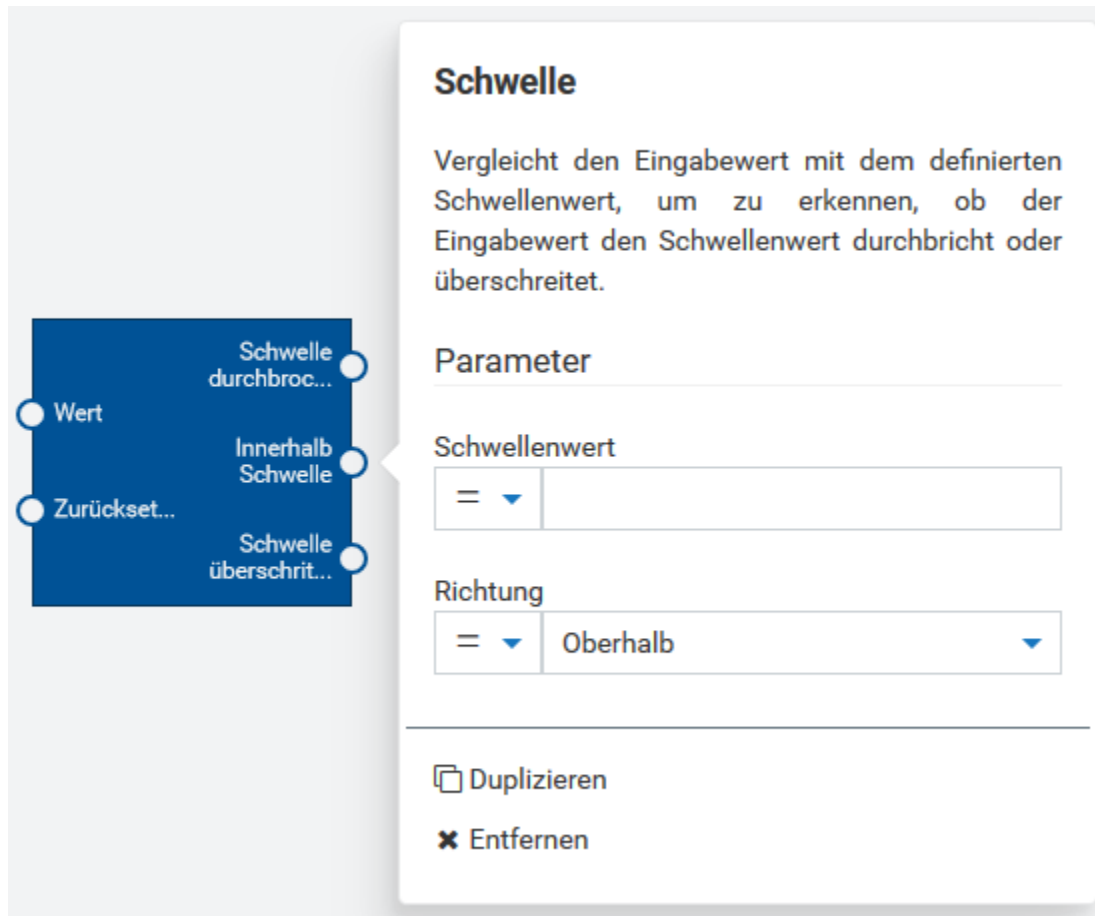 Schwelle
durchbroc...
Wert
Innerhalb
Schwelle
Zurückset...
Schwelle
überschrit...
Schwelle
Vergleicht den Eingabewert mit dem definierten
Schwellenwert, um zu erkennen, ob der
Eingabewert den Schwellenwert durchbricht oder
überschreitet.
Parameter
Schwellenwert
=
Richtung
= Oberhalb
Duplizieren
Entfernen